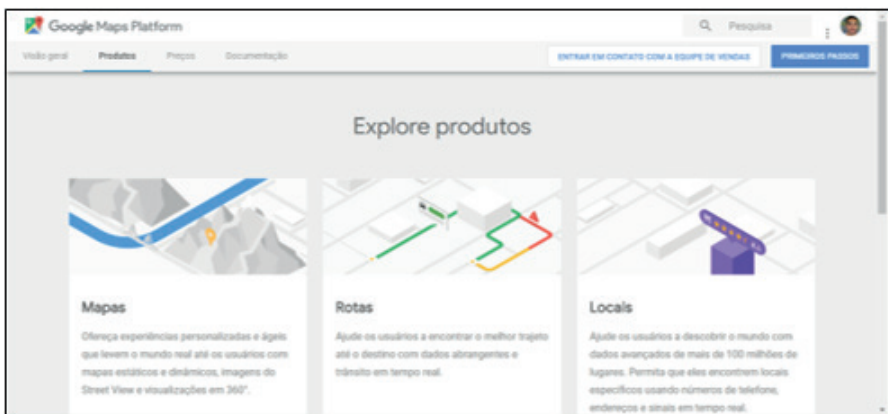 Google Maps Platform
Pesquisa
Visão geral
Produtos
Preços
Documentação
ENTRAR EM CONTATO COM A EQUIPE DE VENDAS
PRIMEIROS PASSOS
Explore produtos
Mapas
Ofereça experiências personalizadas e ágeis
que levem o mundo real até os usuários com
mapas estáticos e dinâmicos, imagens do
Street View e visualizações em 360°.
Rotas
Ajude os usuários a encontrar o melhor trajeto
até o destino com dados abrangentes e
trânsito em tempo real.
Locais
Ajude os usuários a descobrir o mundo com
dados avançados de mais de 100 milhões de
lugares. Permita que eles encontrem locais
específicos usando números de telefone,
endereços e sinais em tempo real.